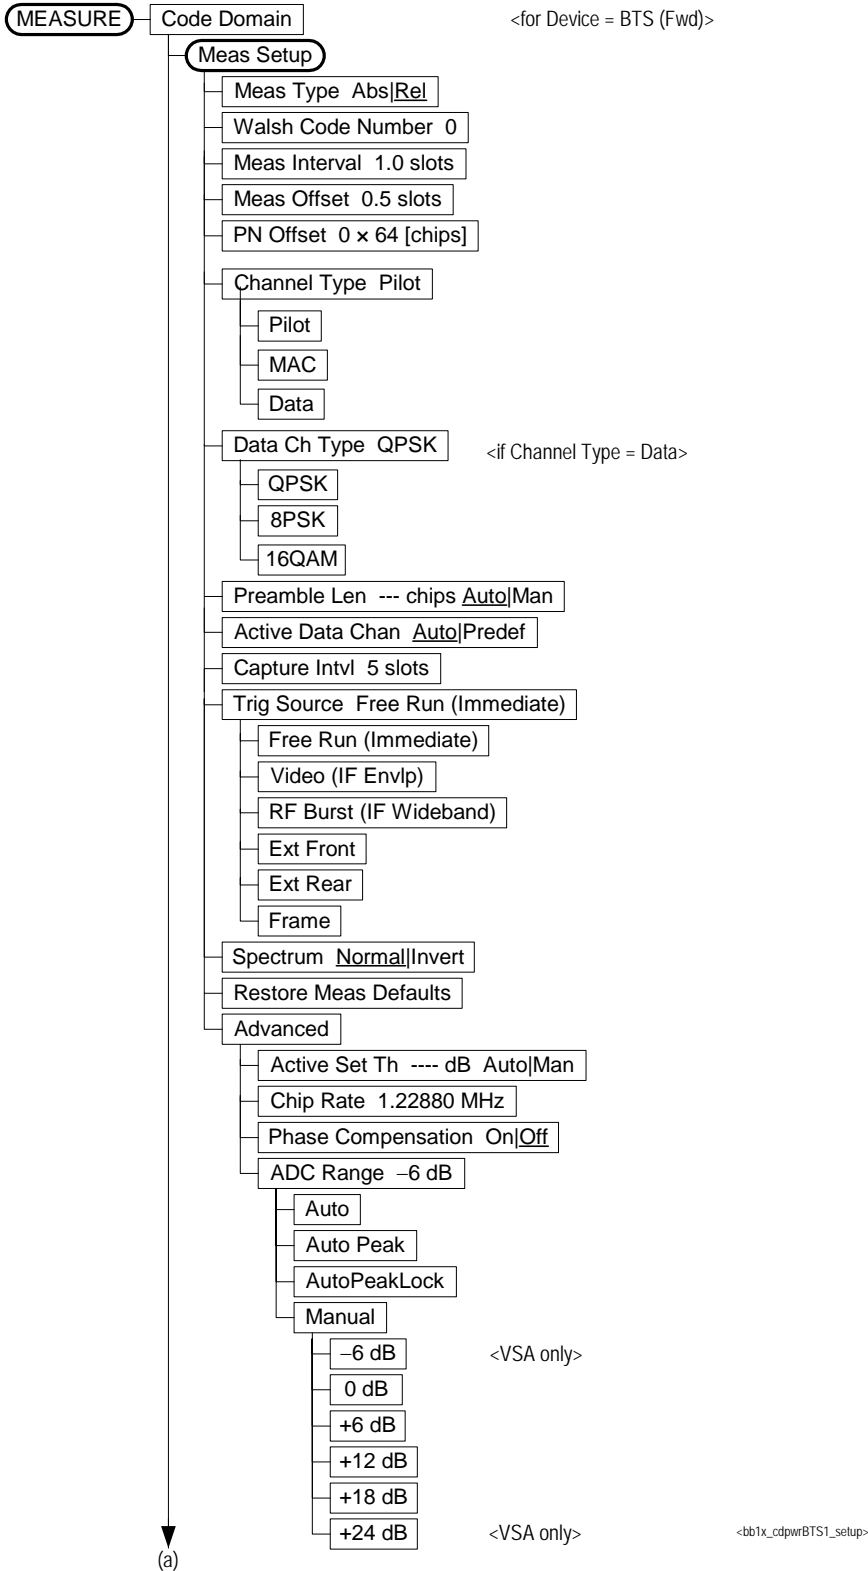 MEASURE Code Domain <for Device = BTS (Fwd)>
Meas Setup
Meas Type Abs|Rel
Walsh Code Number 0
Meas Interval 1.0 slots
Meas Offset 0.5 slots
PN Offset 0 × 64 [chips]
Channel Type Pilot
Pilot
MAC
Data
Data Ch Type QPSK <if Channel Type = Data>
QPSK
8PSK
16QAM
Preamble Len --- chips Auto|Man
Active Data Chan Auto|Predef
Capture Intvl 5 slots
Trig Source Free Run (Immediate)
Free Run (Immediate)
Video (IF Envlp)
RF Burst (IF Wideband)
Ext Front
Ext Rear
Frame
Spectrum Normal|Invert
Restore Meas Defaults
Advanced
Active Set Th ---- dB Auto|Man
Chip Rate 1.22880 MHz
Phase Compensation On|Off
ADC Range −6 dB
Auto
Auto Peak
AutoPeakLock
Manual
−6 dB <VSA only>
0 dB
+6 dB
+12 dB
+18 dB
+24 dB <VSA only> <bb1x_cdpwrBTS1_setup>
(a)